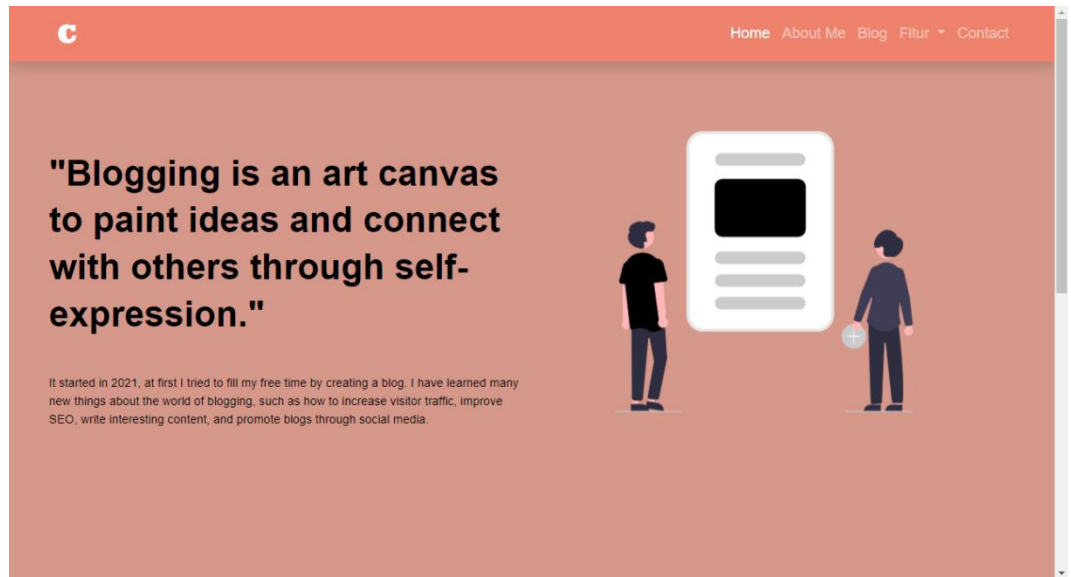 C
Home About Me Blog Fitur Contact
"Blogging is an art canvas
to paint ideas and connect
with others through self-
expression."
It started in 2021, at first I tried to fill my free time by creating a blog. I have learned many
new things about the world of blogging, such as how to increase visitor traffic, improve
SEO, write interesting content, and promote blogs through social media.